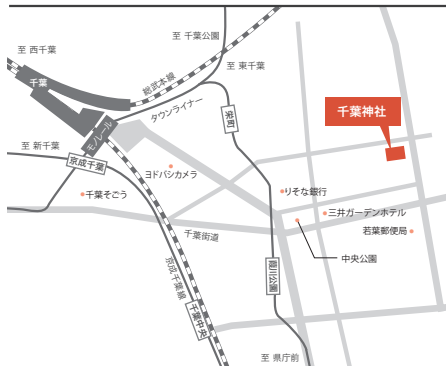 至 千葉公園
至 西千葉
総武本線
至 東千葉
千葉
タウンライナー
千葉神社
モノレール
栄町
至 新千葉
京成千葉
ヨドバシカメラ
千葉そごう
りそな銀行
三井ガーデンホテル
千葉街道
若葉郵便局
中央公園
京成千葉線
葭川公園
千葉中央
至 県庁前